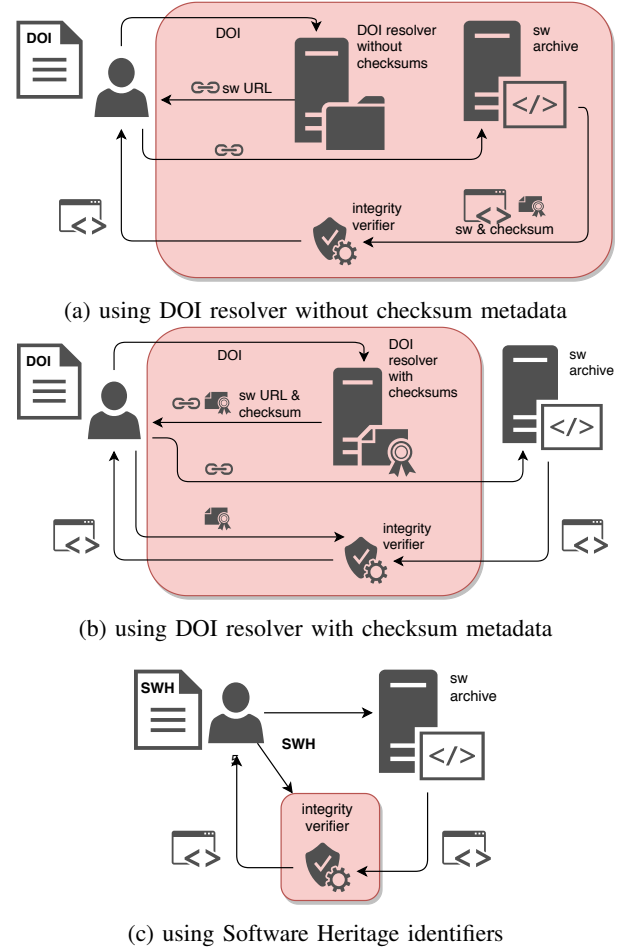 DOI
DOI
DOI resolver
without
checksums
sw
archive
sw URL
</>
integrity
verifier
<>
<>
sw & checksum
(a) using DOI resolver without checksum metadata
DOI
DOI
DOI
resolver
with
checksums
sw
archive
sw URL &
checksum
</>
<>
integrity
verifier
<>
(b) using DOI resolver with checksum metadata
SWH
sw
archive
SWH
</>
integrity
verifier
<>
<>
(c) using Software Heritage identifiers